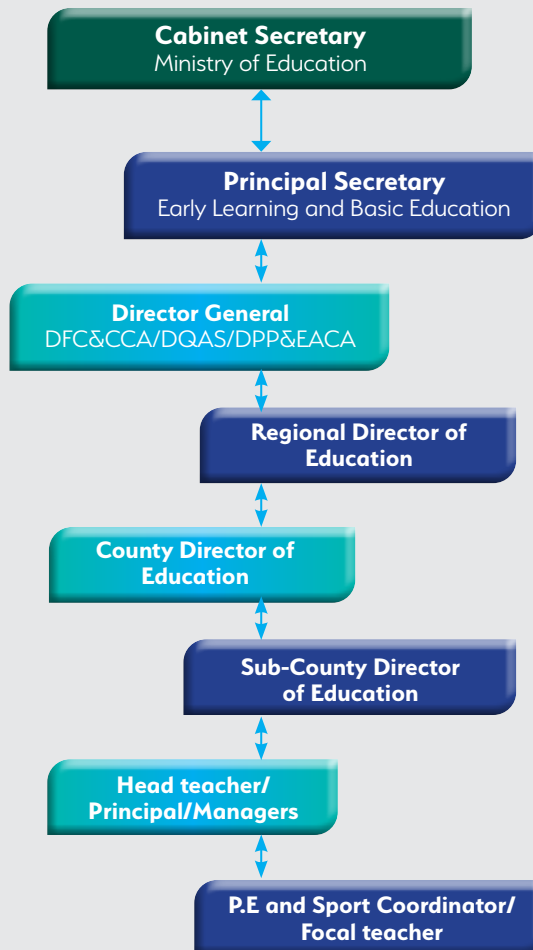 Cabinet Secretary
Ministry of Education
Principal Secretary
Early Learning and Basic Education
Director General
DFC&CCA/DQAS/DPP&EACA
Regional Director of
Education
County Director of
Education
Sub-County Director
of Education
Head teacher/
Principal/Managers
P.E and Sport Coordinator/
Focal teacher